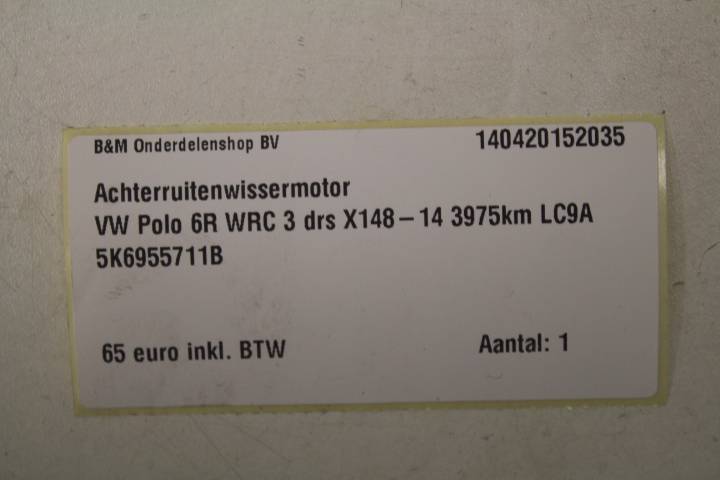 B&M Onderdelenshop BV 140420152035
Achterruitenwissermotor
VW Polo 6R WRC 3 drs X148-14 3975km LC9A
5K6955711B
65 euro inkl. BTW Aantal: 1